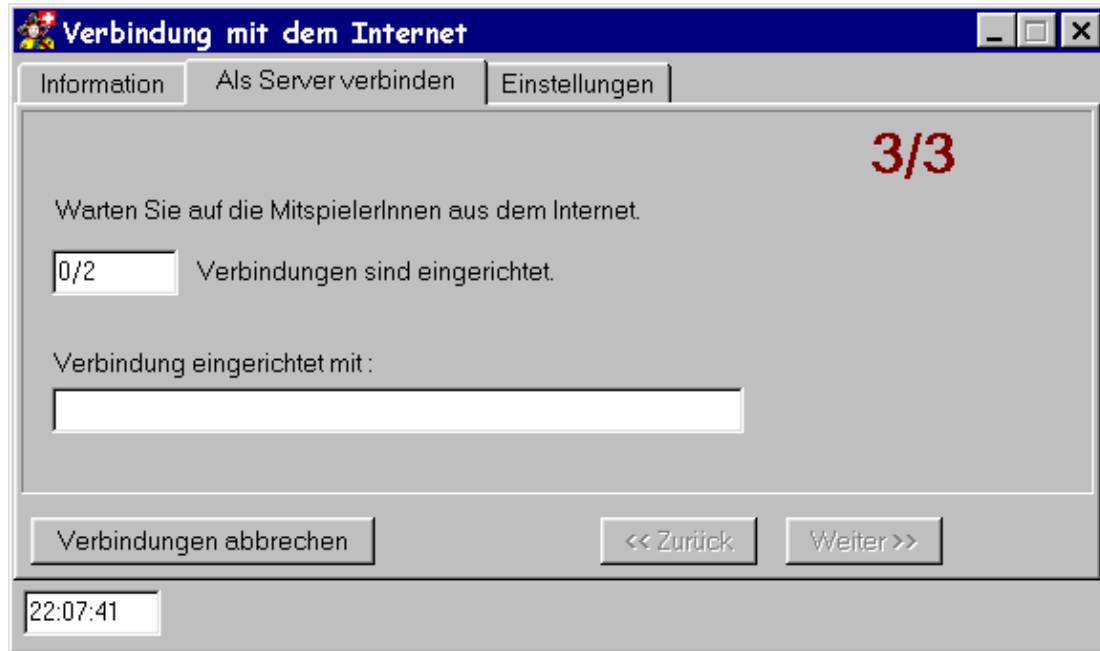 Verbindung mit dem Internet
Information Als Server verbinden Einstellungen
3/3
Warten Sie auf die MitspielerInnen aus dem Internet.
0/2 Verbindungen sind eingerichtet.
Verbindung eingerichtet mit :
Verbindungen abbrechen << Zurück Weiter >>
22:07:41